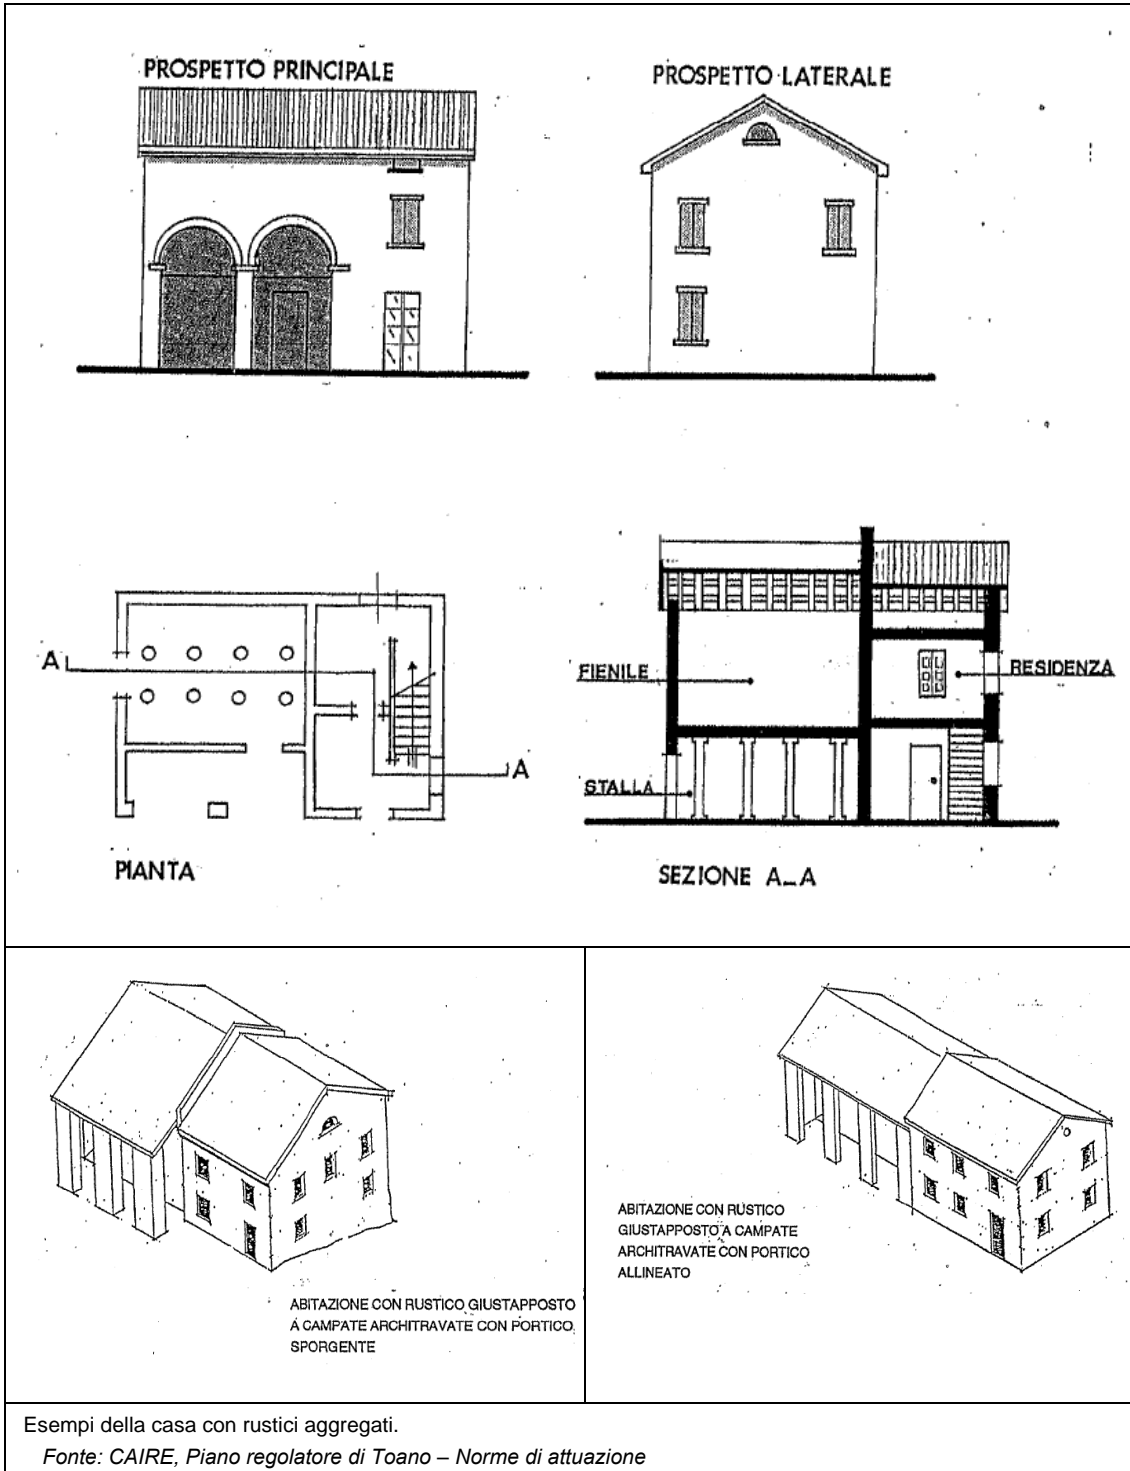 PROSPETTO PRINCIPALE
PROSPETTO LATERALE
A
A
PIANTA
FIENILE
RESIDENZA
STALLA
SEZIONE A_A
ABITAZIONE CON RUSTICO GIUSTAPPOSTO
A CAMPATE ARCHITRAVATE CON PORTICO
SPORGENTE
ABITAZIONE CON RUSTICO
GIUSTAPPOSTO A CAMPATE
ARCHITRAVATE CON PORTICO
ALLINEATO
Esempi della casa con rustici aggregati.
Fonte: CAIRE, Piano regolatore di Toano – Norme di attuazione